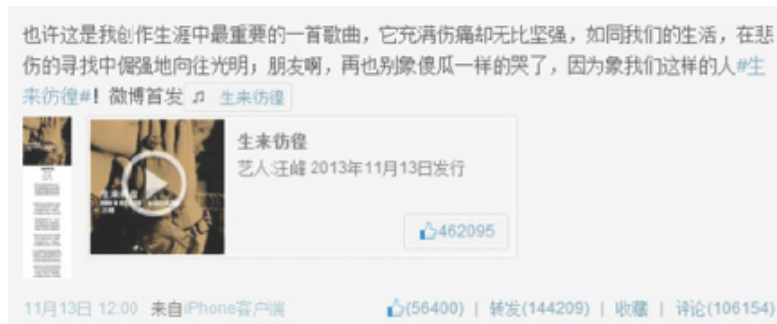 也许这是我创作生涯中最重要的一首歌曲，它充满伤痛却无比坚强，如同我们的生活，在悲
伤的寻找中倔强地向往光明；朋友啊，再也别象傻瓜一样的哭了，因为象我们这样的人#生
来彷徨#！微博首发♫ 生来彷徨
生来彷徨
艺人:汪峰 2013年11月13日发行
462095
11月13日 12:00 来自iPhone客户端 (56400) | 转发(144209) | 收藏 | 评论(106154)